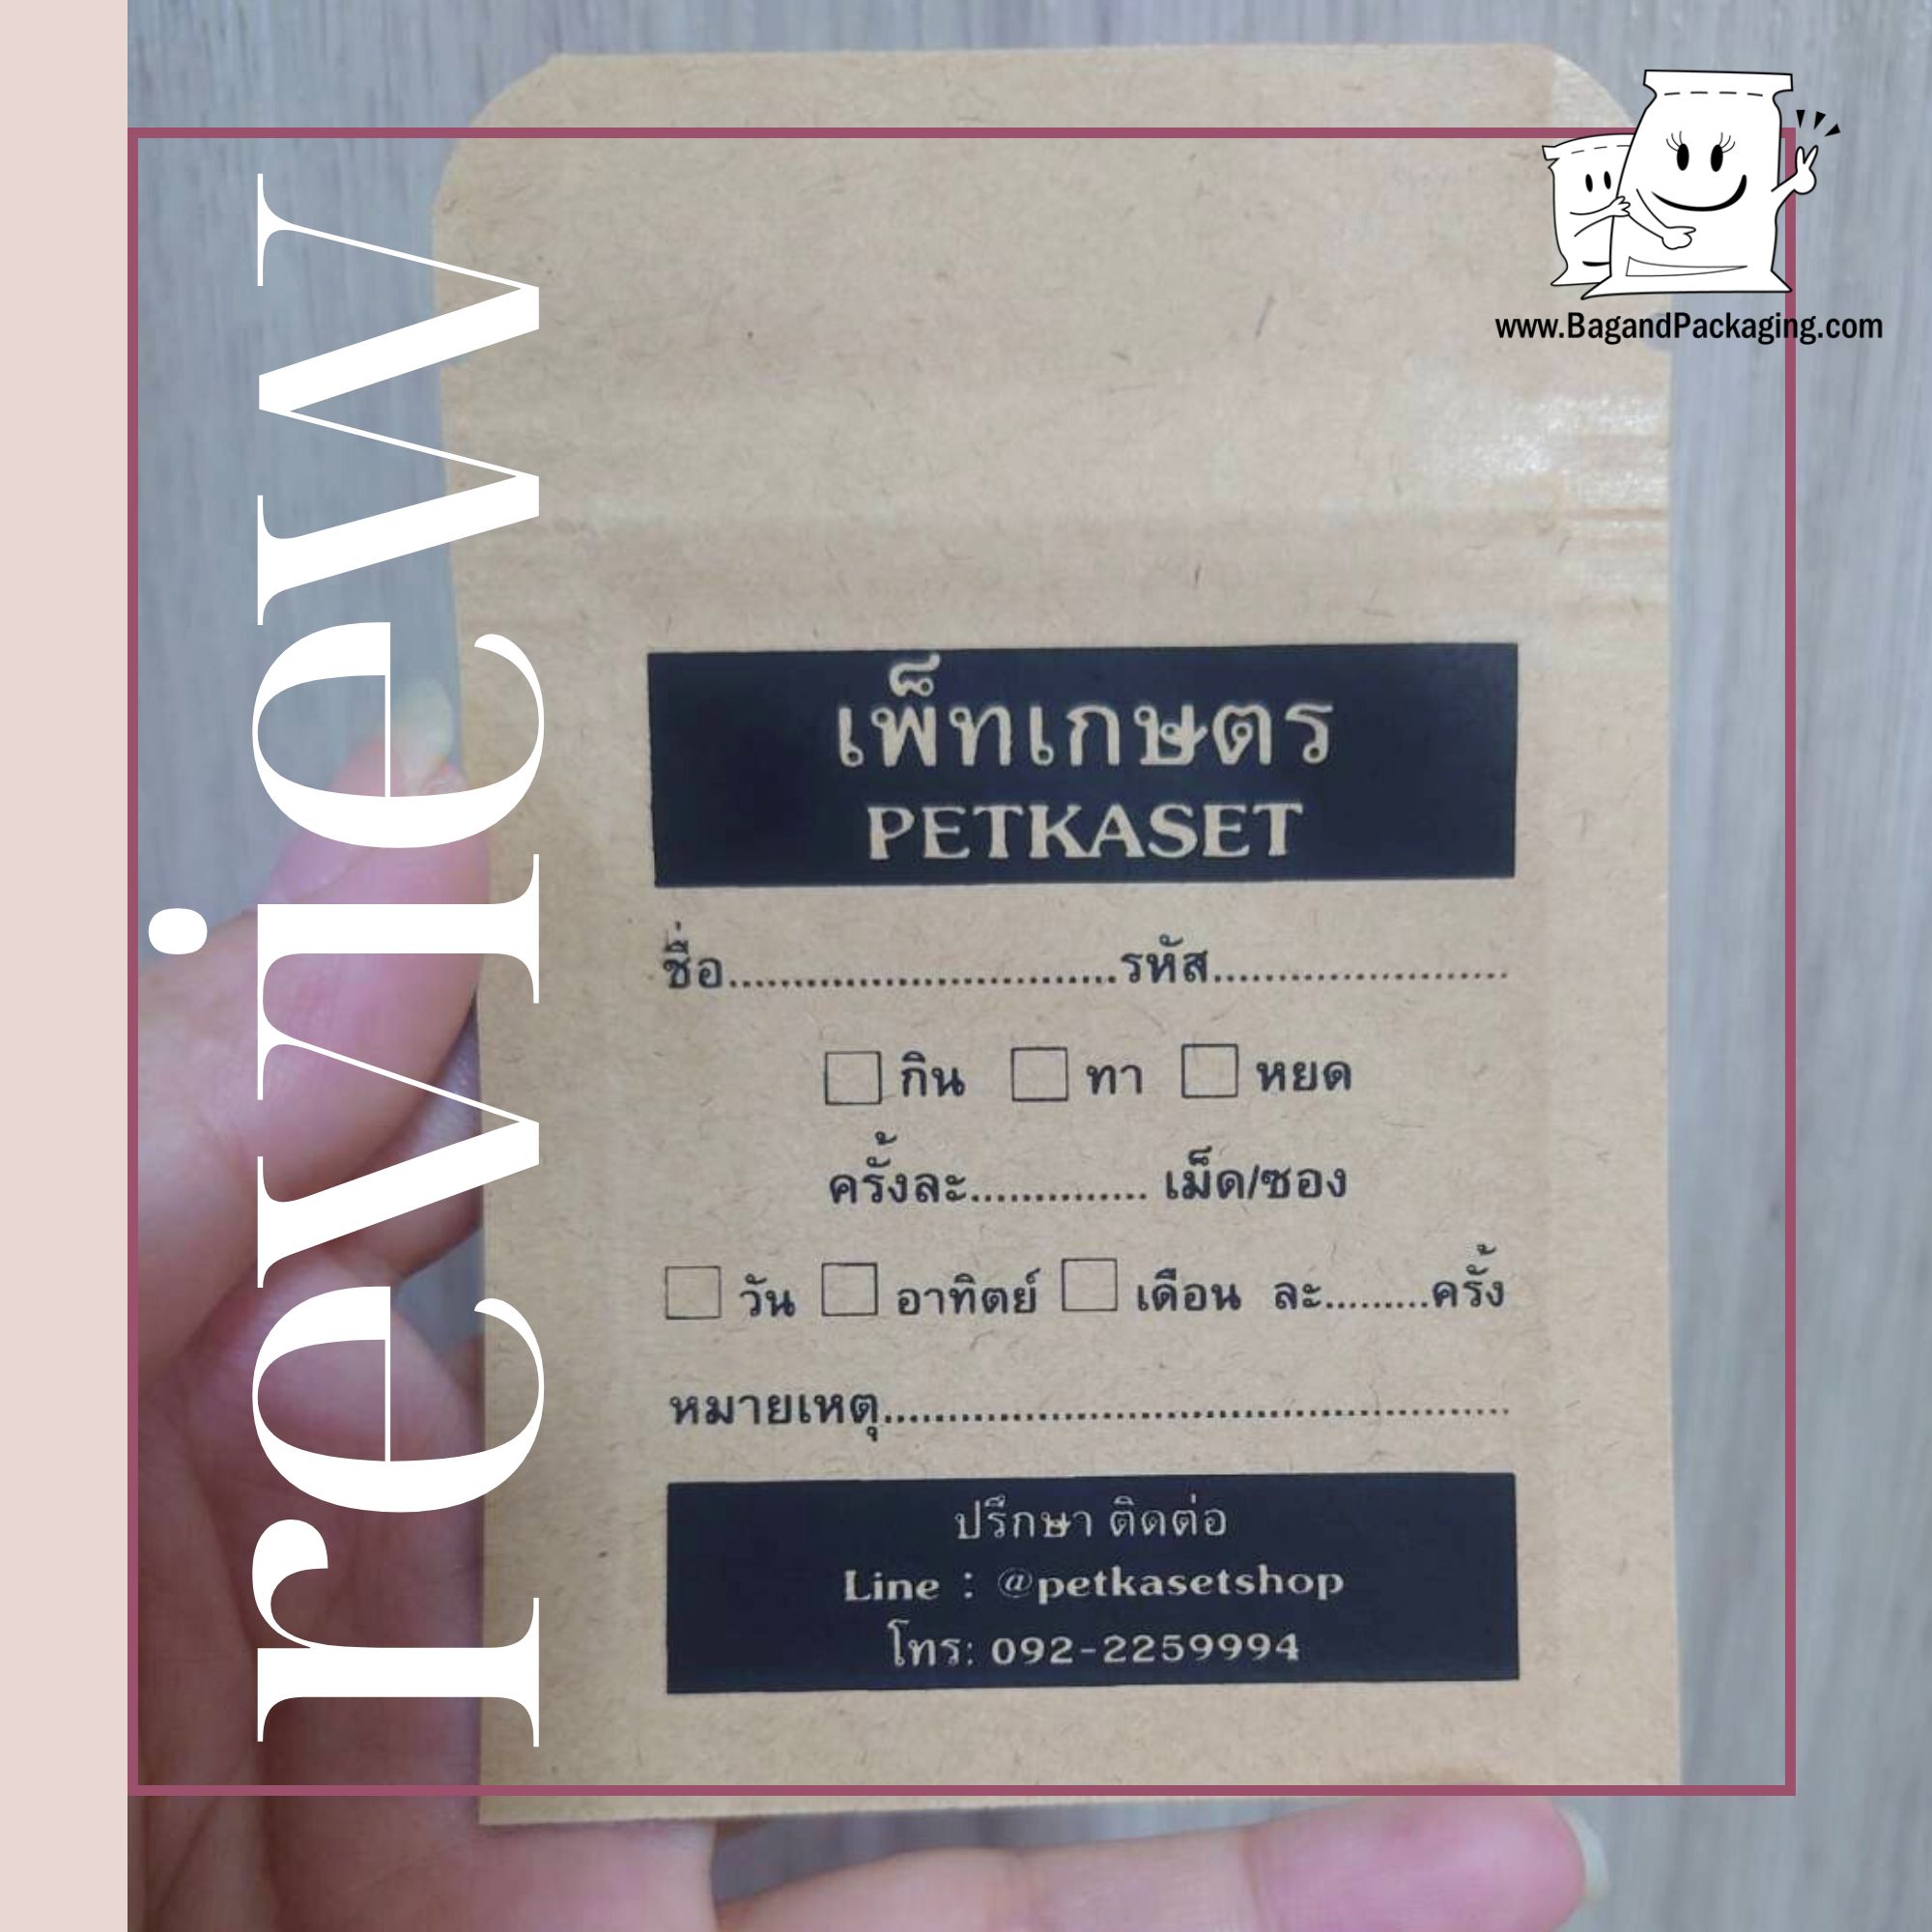 review
www.BagandPackaging.com
เพ็ทเกษตร
PETKASET
ชื่อ..............................รหัส.......................
กิน ทา หยด
ครั้งละ.............. เม็ด/ซอง
วัน อาทิตย์ เดือน ละ.........ครั้ง
หมายเหตุ.................................................
ปรึกษา ติดต่อ
Line : @petkasetshop
โทร: 092-2259994